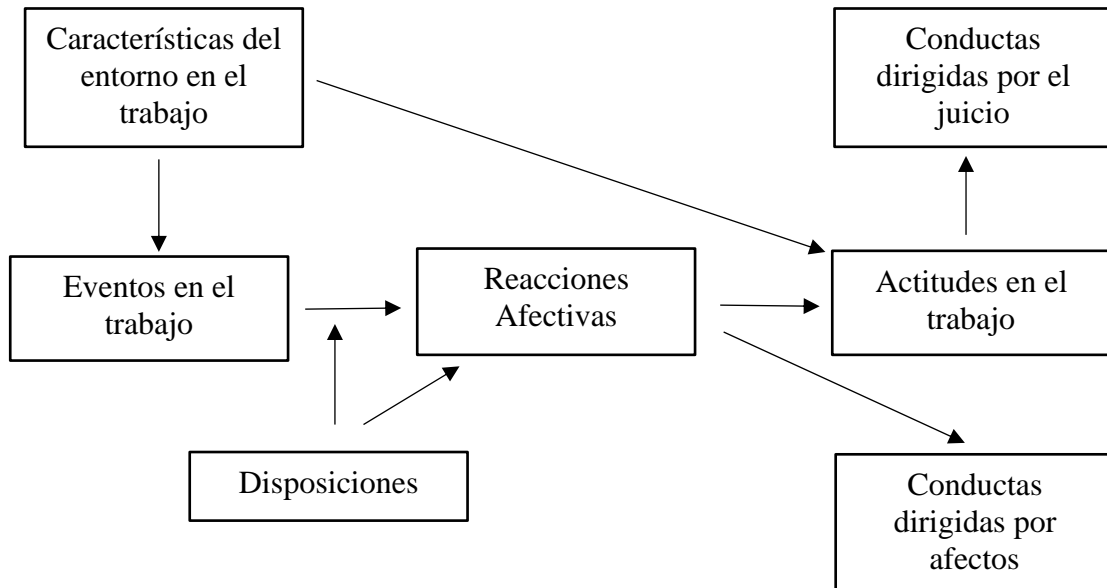 Características del
entorno en el
trabajo
Conductas
dirigidas por el
juicio
Eventos en el
trabajo
Reacciones
Afectivas
Actitudes en el
trabajo
Disposiciones
Conductas
dirigidas por
afectos